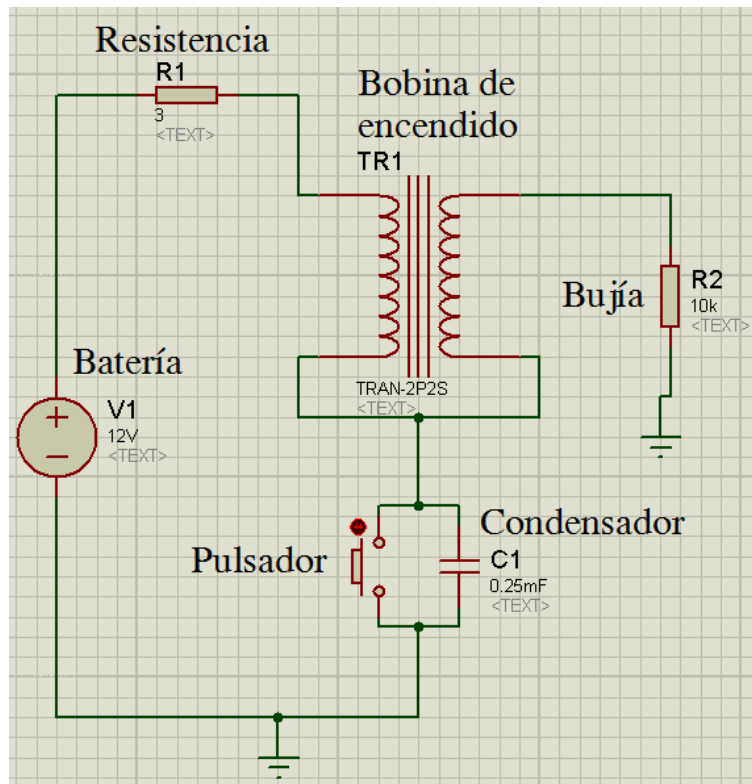 Resistencia
R1
3
<TEXT>
Bobina de
encendido
TR1
TRAN-2P2S
<TEXT>
Bujía
R2
10k
<TEXT>
Batería
V1
12V
<TEXT>
Pulsador
Condensador
C1
0.25mF
<TEXT>